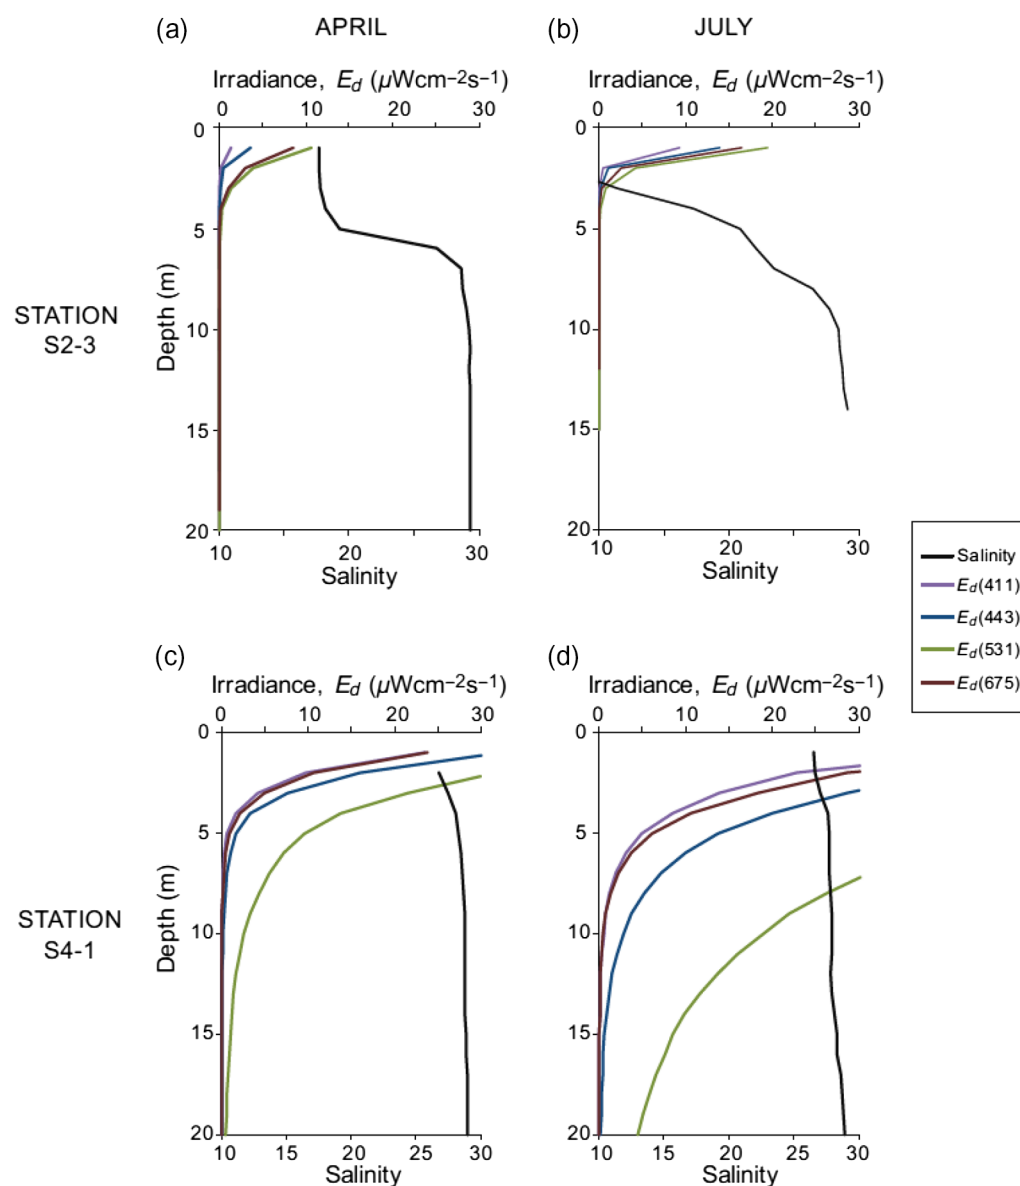 (a) APRIL
(b) JULY
Irradiance, Ed (μWcm–2s–1)
0 10 20 30
Irradiance, Ed (μWcm–2s–1)
0 10 20 30
0
5
10
15
20
Depth (m)
10 20 30
Salinity
0
5
10
15
20
10 20 30
Salinity
STATION
S2-3
Salinity
Ed(411)
Ed(443)
Ed(531)
Ed(675)
(c)
(d)
Irradiance, Ed (μWcm–2s–1)
0 10 20 30
Irradiance, Ed (μWcm–2s–1)
0 10 20 30
0
5
10
15
20
Depth (m)
10 15 20 25 30
Salinity
0
5
10
15
20
10 15 20 25 30
Salinity
STATION
S4-1